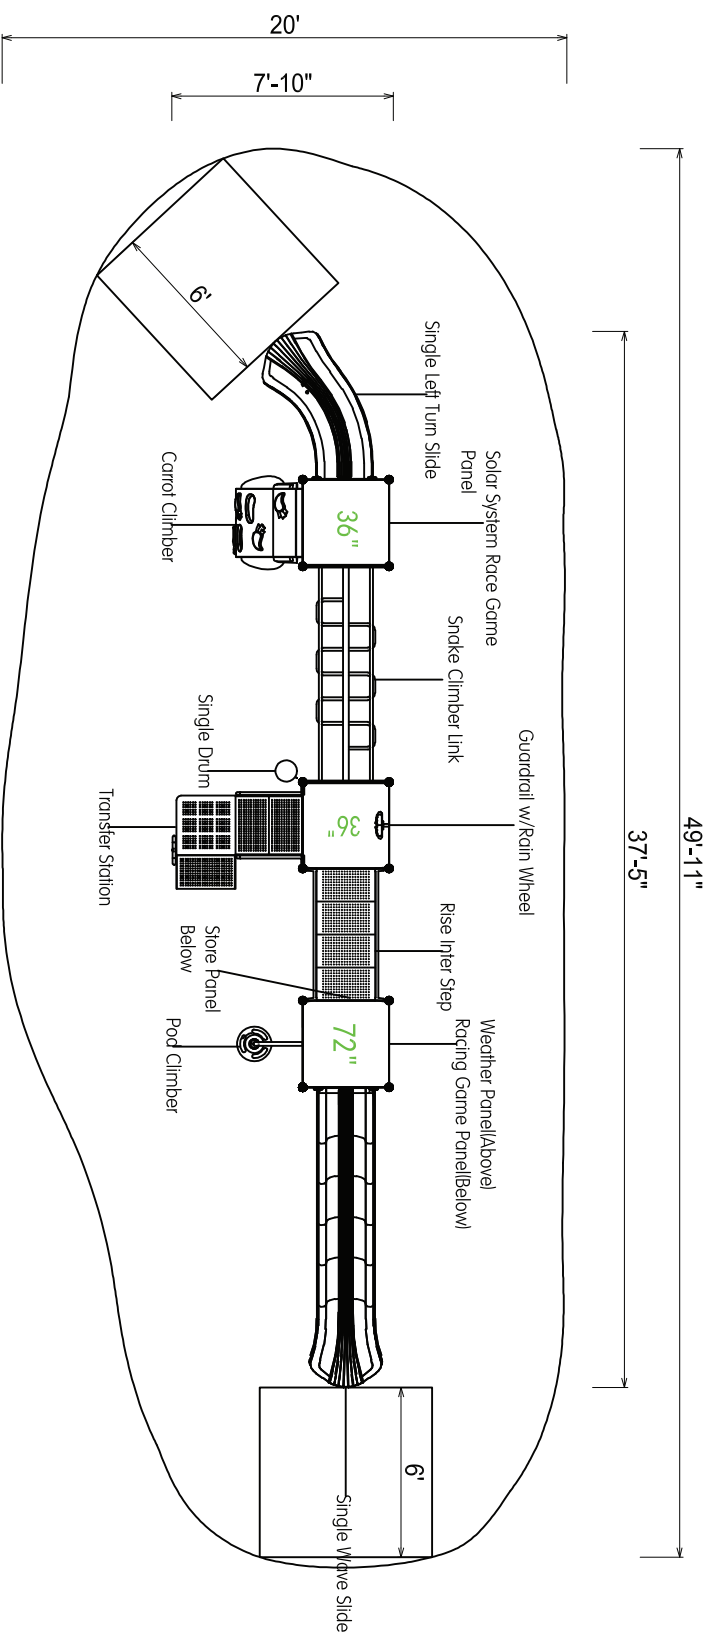 20'
7'-10"
49'-11"
37'-5"
6'
Single Left Turn Slide
Solar System Race Game
Panel
Carrot Climber
36"
Snake Climber Link
Guardrail w/Rain Wheel
Single Drum
Transfer Station
36"
Rise Inter Step
Store Panel
Below
Weather Panel(Above)
Racing Game Panel(Below)
Pod Climber
72"
6'
Single Wave Slide